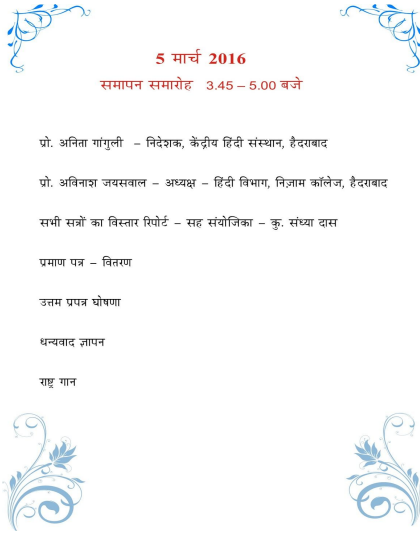 5 मार्च 2016
समापन समारोह 3.45 – 5.00 बजे
प्रो. अनिता गांगुली – निदेशक, केंद्रीय हिंदी संस्थान, हैदराबाद
प्रो. अविनाश जयसवाल – अध्यक्ष – हिंदी विभाग, निज़ाम कॉलेज, हैदराबाद
सभी सत्रों का विस्तार रिपोर्ट – सह संयोजिका – कु. संध्या दास
प्रमाण पत्र – वितरण
उत्तम प्रपत्र घोषणा
धन्यवाद ज्ञापन
राष्ट्र गान